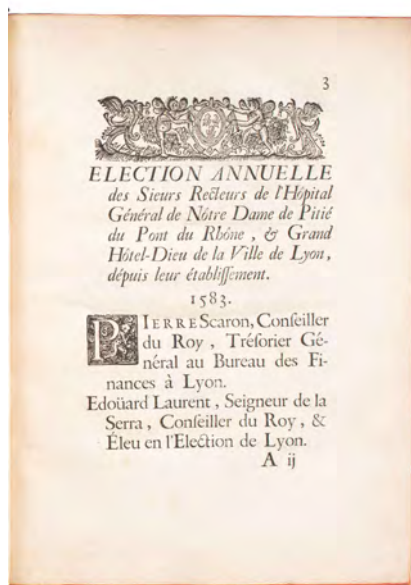 3
ELECTION ANNUELLE
des Sieurs Recteurs de l'Hôpital
Général de Nôtre Dame de Pitié
du Pont du Rhône, & Grand
Hôtel-Dieu de la Ville de Lyon,
dépuis leur établiſſement.
1583.
PIERRE Scaron, Conſeiller
du Roy, Tréſorier Gé-
néral au Bureau des Fi-
nances à Lyon.
Edoüard Laurent, Seigneur de la
Serra, Conſeiller du Roy, &
Éleu en l'Election de Lyon.
A ij